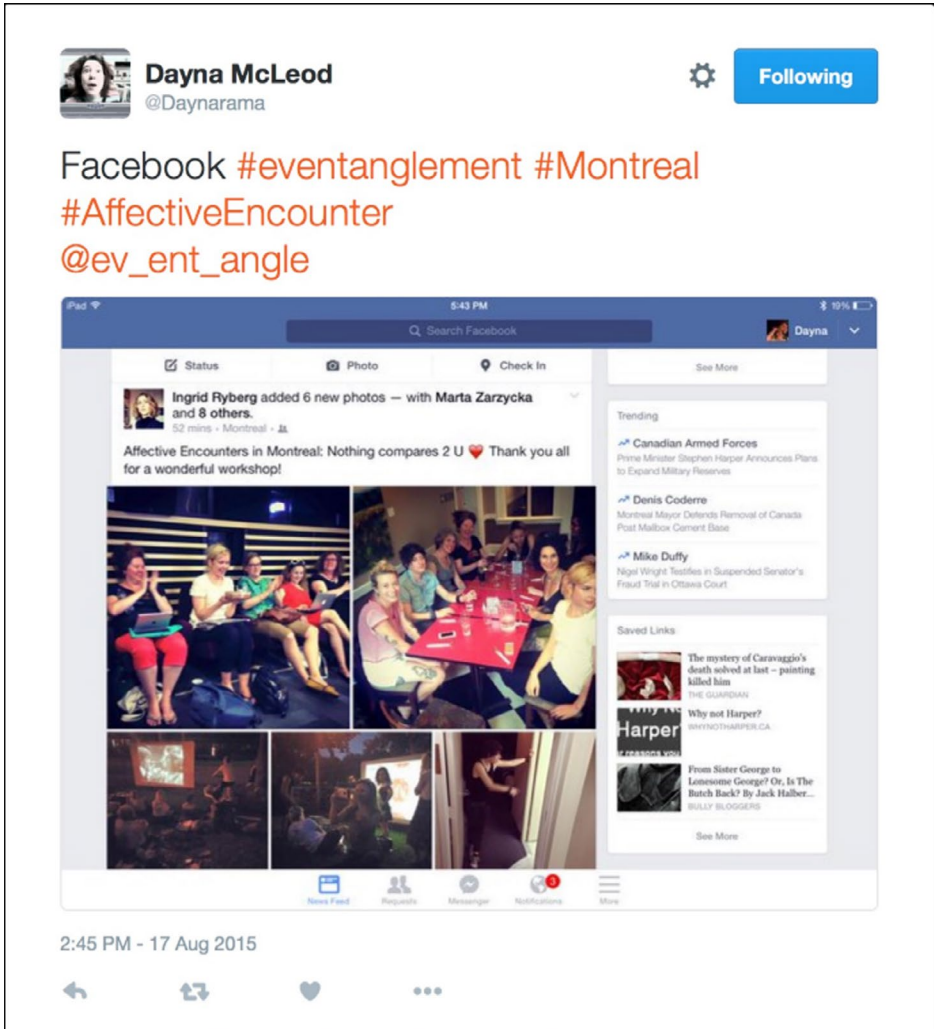 Dayna McLeod
@Daynarama
Following
Facebook #eventanglement #Montreal
#AffectiveEncounter
@ev_ent_angle
iPad
5:43 PM
19%
Search Facebook
Dayna
Status
Photo
Check In
Ingrid Ryberg added 6 new photos — with Marta Zarzycka
and 8 others.
52 mins · Montreal ·
Affective Encounters in Montreal: Nothing compares 2 U ❤ Thank you all
for a wonderful workshop!
See More
Trending
Canadian Armed Forces
Prime Minister Stephen Harper Announces Plans
to Expand Military Reserves
Denis Coderre
Montreal Mayor Defends Removal of Canada
Post Mailbox Cement Base
Mike Duffy
Nigel Wright Testifies in Suspended Senator's
Fraud Trial in Ottawa Court
Saved Links
The mystery of Caravaggio's
death solved at last – painting
killed him
THE GUARDIAN
Harper
reasons you
Why not Harper?
WHYNOTHARPER.CA
From Sister George to
Lonesome George? Or, Is The
Butch Back? By Jack Halber...
BULLY BLOGGERS
See More
News Feed
Requests
Messenger
3
Notifications
More
2:45 PM - 17 Aug 2015